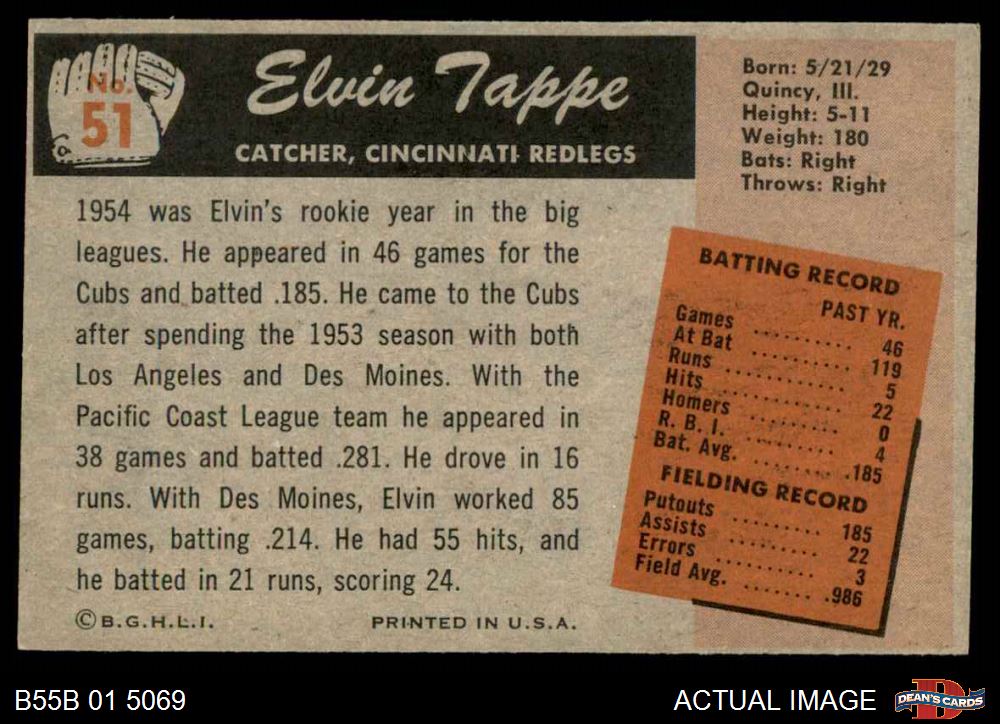 No.
51
Elvin Tappe
CATCHER, CINCINNATI REDLEGS
Born: 5/21/29
Quincy, Ill.
Height: 5-11
Weight: 180
Bats: Right
Throws: Right
1954 was Elvin's rookie year in the big
leagues. He appeared in 46 games for the
Cubs and batted .185. He came to the Cubs
after spending the 1953 season with both
Los Angeles and Des Moines. With the
Pacific Coast League team he appeared in
38 games and batted .281. He drove in 16
runs. With Des Moines, Elvin worked 85
games, batting .214. He had 55 hits, and
he batted in 21 runs, scoring 24.
©B.G.H.L.I. PRINTED IN U.S.A.
BATTING RECORD
PAST YR.
Games .......... 46
At Bat .......... 119
Runs .......... 5
Hits .......... 22
Homers .......... 0
R. B. I. .......... 4
Bat. Avg. .......... .185
FIELDING RECORD
Putouts .......... 185
Assists .......... 22
Errors .......... 3
Field Avg. .......... .986
B55B 01 5069
ACTUAL IMAGE
D
DEAN'S CARDS